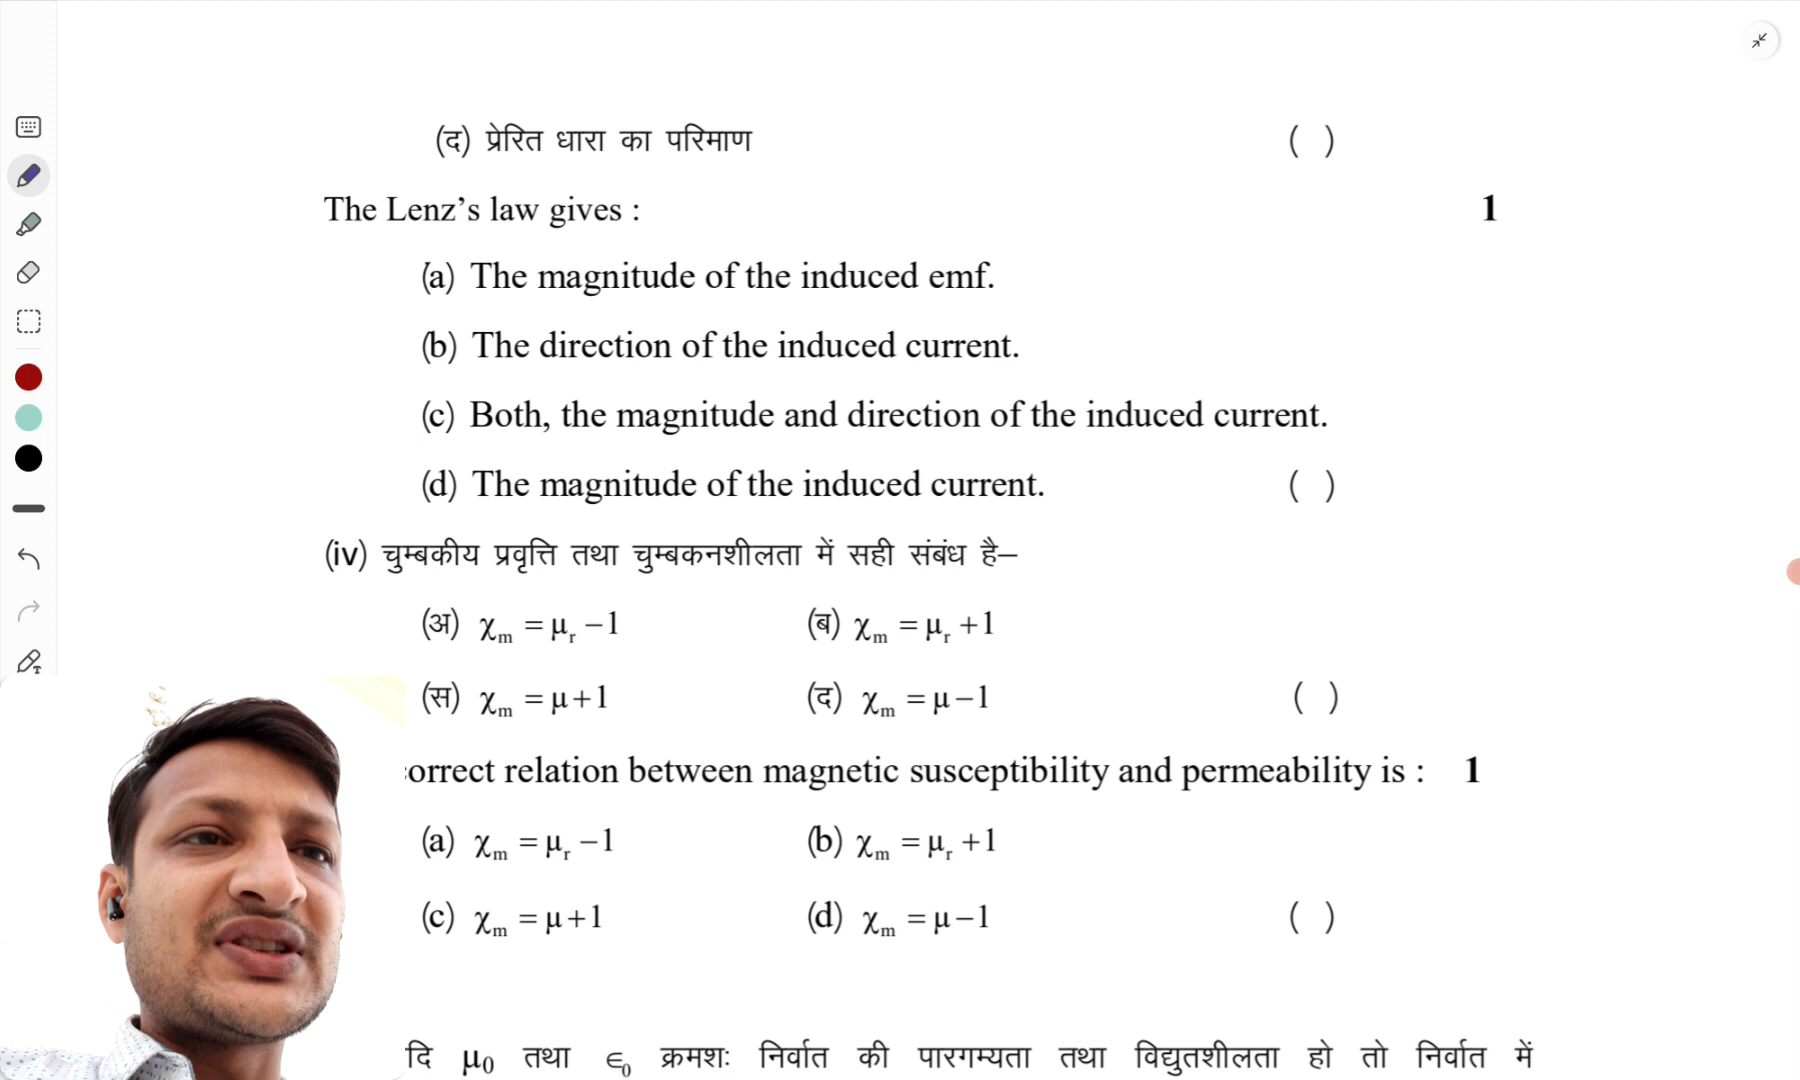 (द) प्रेरित धारा का परिमाण ( )
The Lenz’s law gives : 1
(a) The magnitude of the induced emf.
(b) The direction of the induced current.
(c) Both, the magnitude and direction of the induced current.
(d) The magnitude of the induced current. ( )
(iv) चुम्बकीय प्रवृत्ति तथा चुम्बकनशीलता में सही संबंध है–
(अ) χₘ = μᵣ −1 (ब) χₘ = μᵣ +1
(स) χₘ = μ+1 (द) χₘ = μ−1 ( )
orrect relation between magnetic susceptibility and permeability is : 1
(a) χₘ = μᵣ −1 (b) χₘ = μᵣ +1
(c) χₘ = μ+1 (d) χₘ = μ−1 ( )
दि μ₀ तथा ∈₀ क्रमशः निर्वात की पारगम्यता तथा विद्युतशीलता हो तो निर्वात में